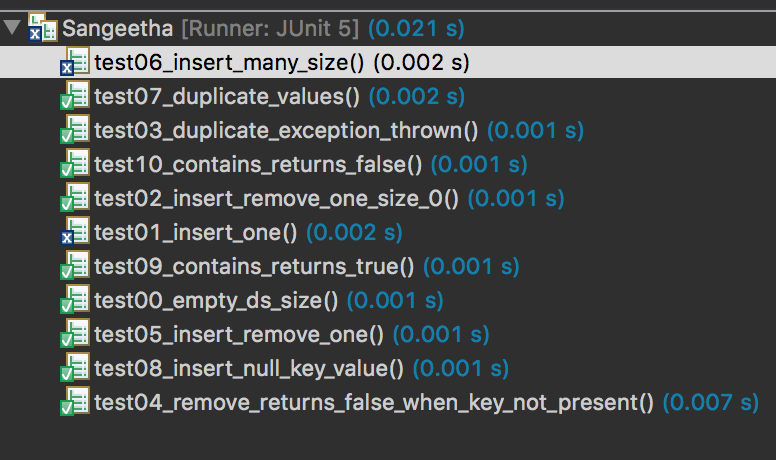 Sangeetha [Runner: JUnit 5] (0.021 s)
test06_insert_many_size() (0.002 s)
test07_duplicate_values() (0.002 s)
test03_duplicate_exception_thrown() (0.001 s)
test10_contains_returns_false() (0.001 s)
test02_insert_remove_one_size_0() (0.001 s)
test01_insert_one() (0.002 s)
test09_contains_returns_true() (0.001 s)
test00_empty_ds_size() (0.001 s)
test05_insert_remove_one() (0.001 s)
test08_insert_null_key_value() (0.001 s)
test04_remove_returns_false_when_key_not_present() (0.007 s)